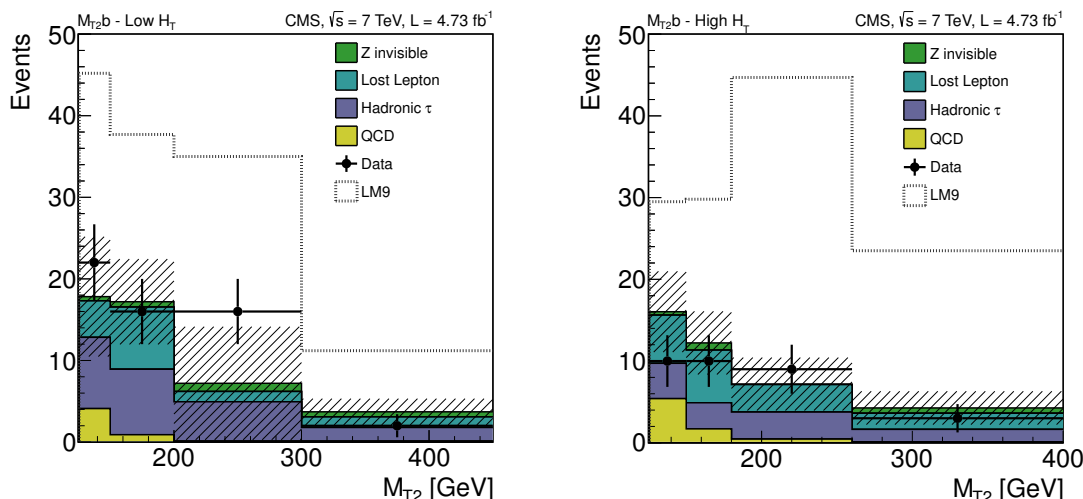 M_T2b - Low H_T
CMS, √s = 7 TeV, L = 4.73 fb⁻¹
Events
50
40
30
20
10
0
Z invisible
Lost Lepton
Hadronic τ
QCD
Data
LM9
200 300 400
M_T2 [GeV]
M_T2b - High H_T
CMS, √s = 7 TeV, L = 4.73 fb⁻¹
Events
50
40
30
20
10
0
Z invisible
Lost Lepton
Hadronic τ
QCD
Data
LM9
200 300 400
M_T2 [GeV]